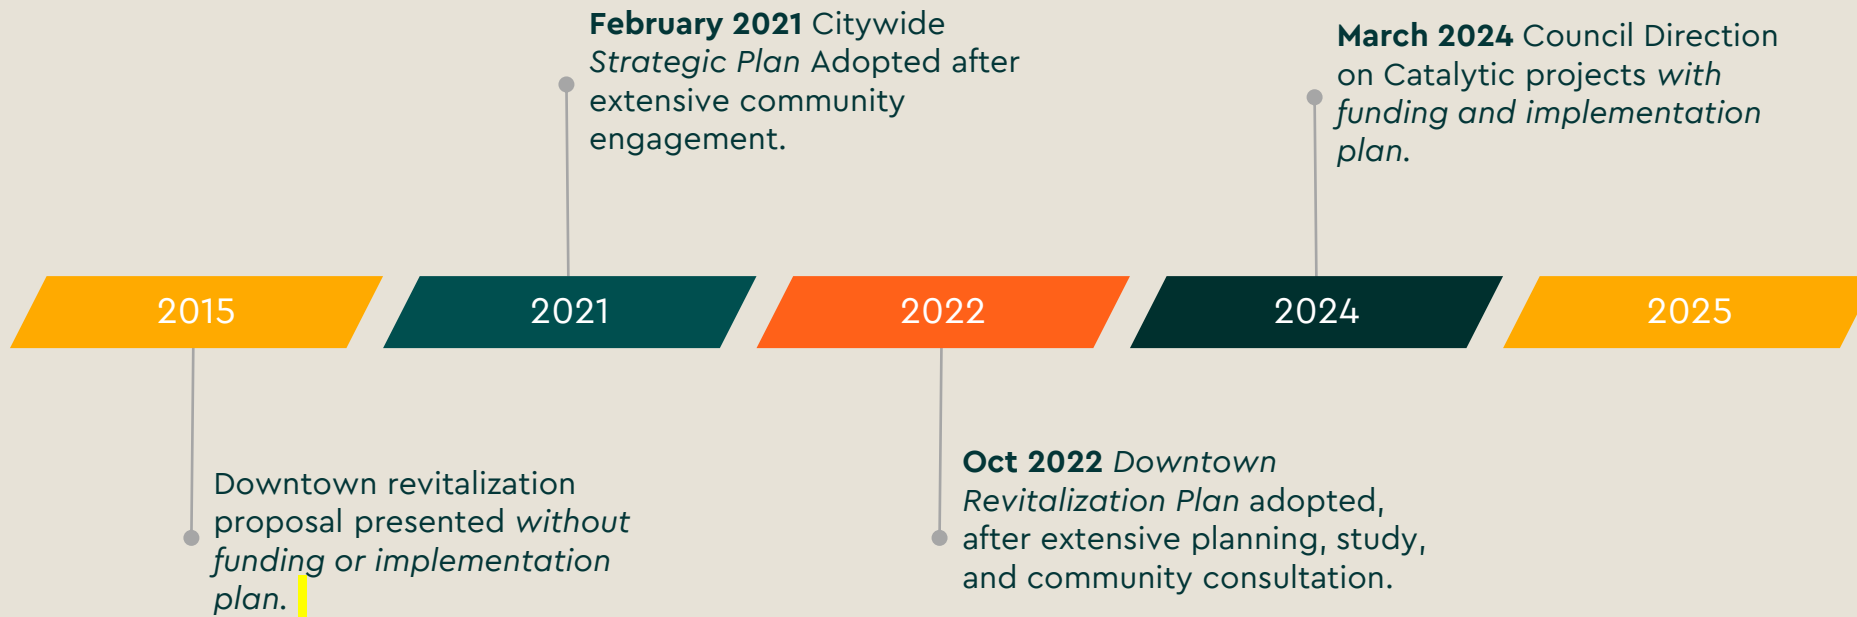 February 2021 Citywide
Strategic Plan Adopted after
extensive community
engagement.
March 2024 Council Direction
on Catalytic projects with
funding and implementation
plan.
2015
2021
2022
2024
2025
Downtown revitalization
proposal presented without
funding or implementation
plan.
Oct 2022 Downtown
Revitalization Plan adopted,
after extensive planning, study,
and community consultation.